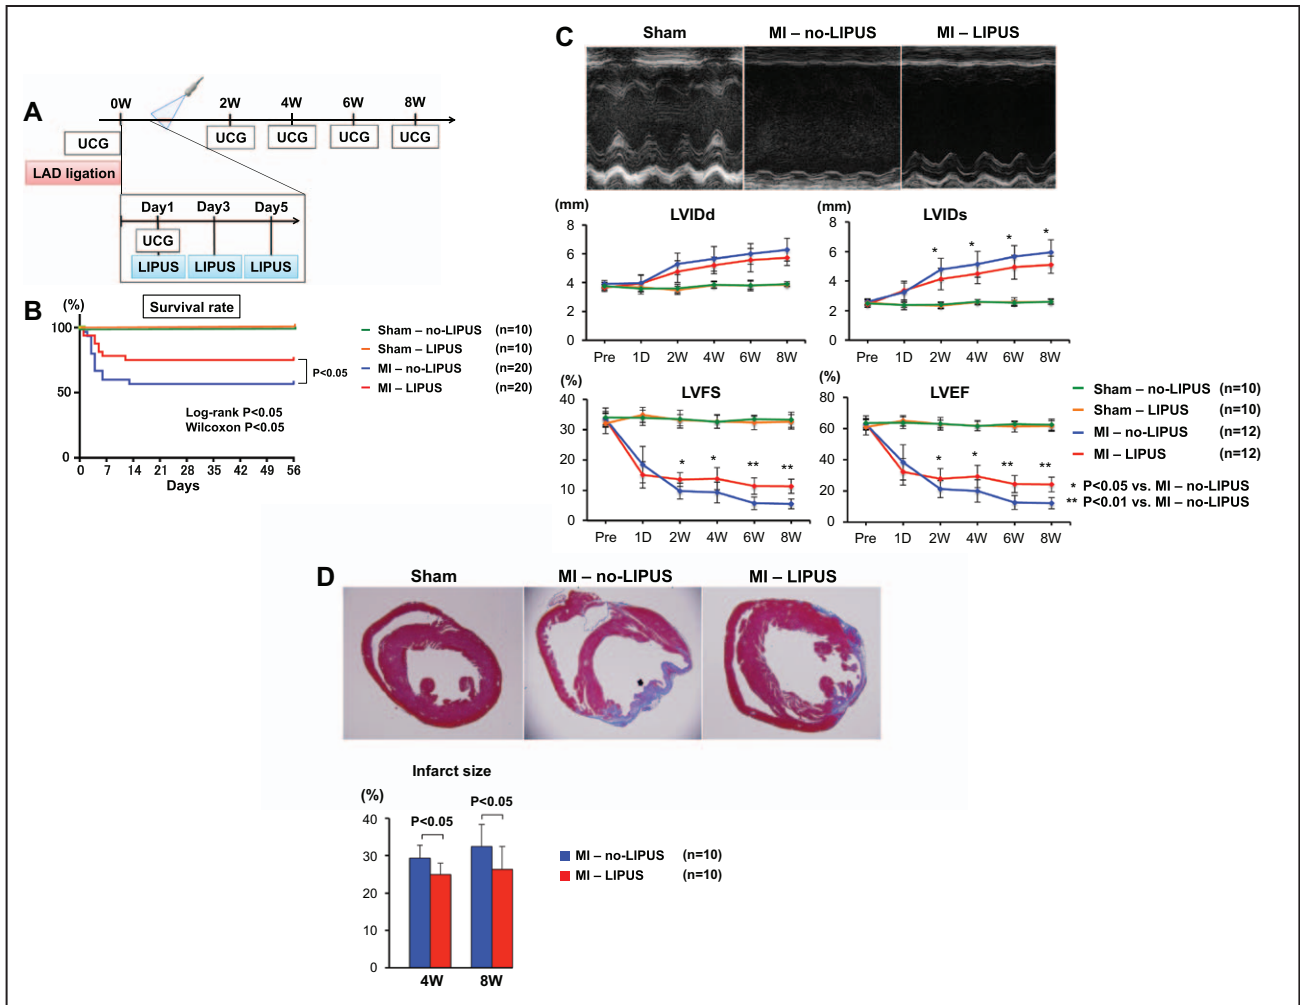 A
0W
2W
4W
6W
8W
UCG
UCG
UCG
UCG
UCG
LAD ligation
Day1
Day3
Day5
UCG
LIPUS
LIPUS
LIPUS
B
(%)
Survival rate
100
50
0
P<0.05
Log-rank P<0.05
Wilcoxon P<0.05
0 7 14 21 28 35 42 49 56
Days
Sham – no-LIPUS (n=10)
Sham – LIPUS (n=10)
MI – no-LIPUS (n=20)
MI – LIPUS (n=20)
C
Sham
MI – no-LIPUS
MI – LIPUS
(mm)
LVIDd
8
6
4
2
0
Pre 1D 2W 4W 6W 8W
(mm)
LVIDs
8
6
4
2
0
* * * *
Pre 1D 2W 4W 6W 8W
(%)
LVFS
40
30
20
10
0
* * ** **
Pre 1D 2W 4W 6W 8W
(%)
LVEF
80
60
40
20
0
* * ** **
Pre 1D 2W 4W 6W 8W
Sham – no-LIPUS (n=10)
Sham – LIPUS (n=10)
MI – no-LIPUS (n=12)
MI – LIPUS (n=12)
* P<0.05 vs. MI – no-LIPUS
** P<0.01 vs. MI – no-LIPUS
D
Sham
MI – no-LIPUS
MI – LIPUS
Infarct size
(%)
40
30
20
10
0
P<0.05
P<0.05
4W
8W
MI – no-LIPUS (n=10)
MI – LIPUS (n=10)